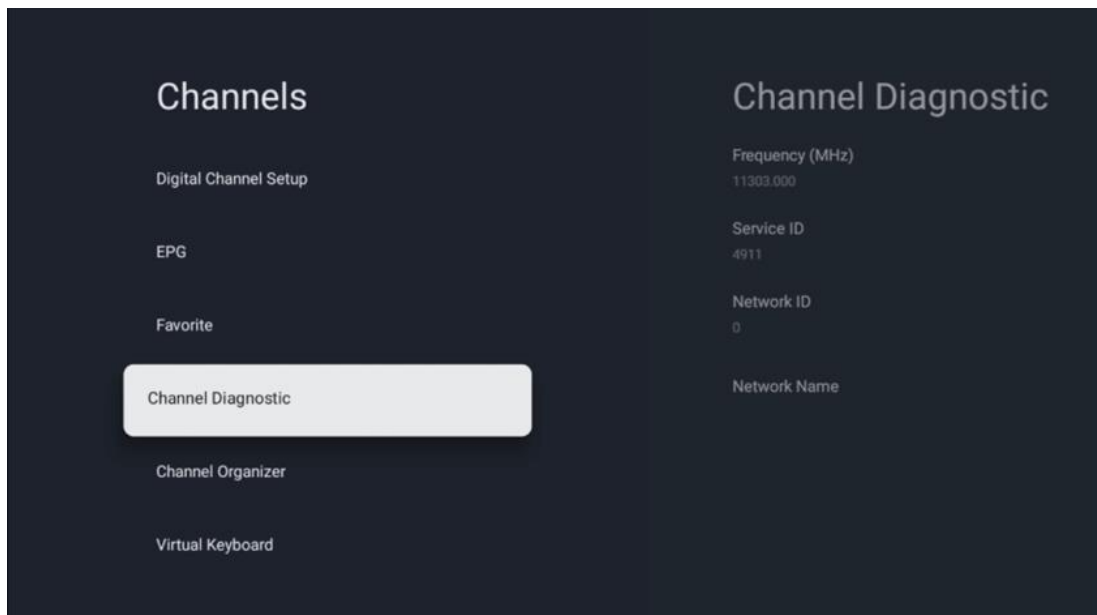 Channels
Digital Channel Setup
EPG
Favorite
Channel Diagnostic
Channel Organizer
Virtual Keyboard
Channel Diagnostic
Frequency (MHz)
11303.000
Service ID
4911
Network ID
0
Network Name